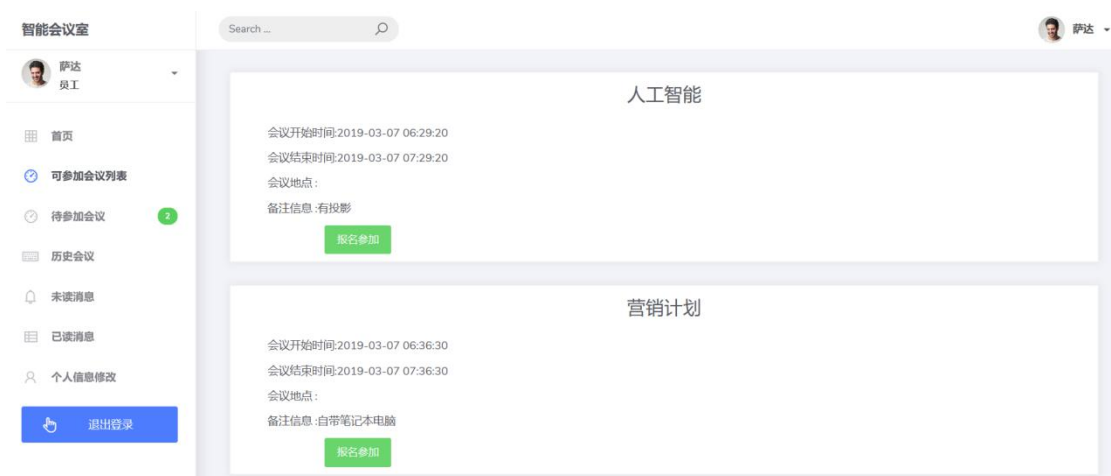 智能会议室
Search ...
萨达
萨达
员工
首页
可参加会议列表
待参加会议 2
历史会议
未读消息
已读消息
个人信息修改
退出登录
人工智能
会议开始时间:2019-03-07 06:29:20
会议结束时间:2019-03-07 07:29:20
会议地点 :
备注信息 :有投影
报名参加
营销计划
会议开始时间:2019-03-07 06:36:30
会议结束时间:2019-03-07 07:36:30
会议地点 :
备注信息 :自带笔记本电脑
报名参加